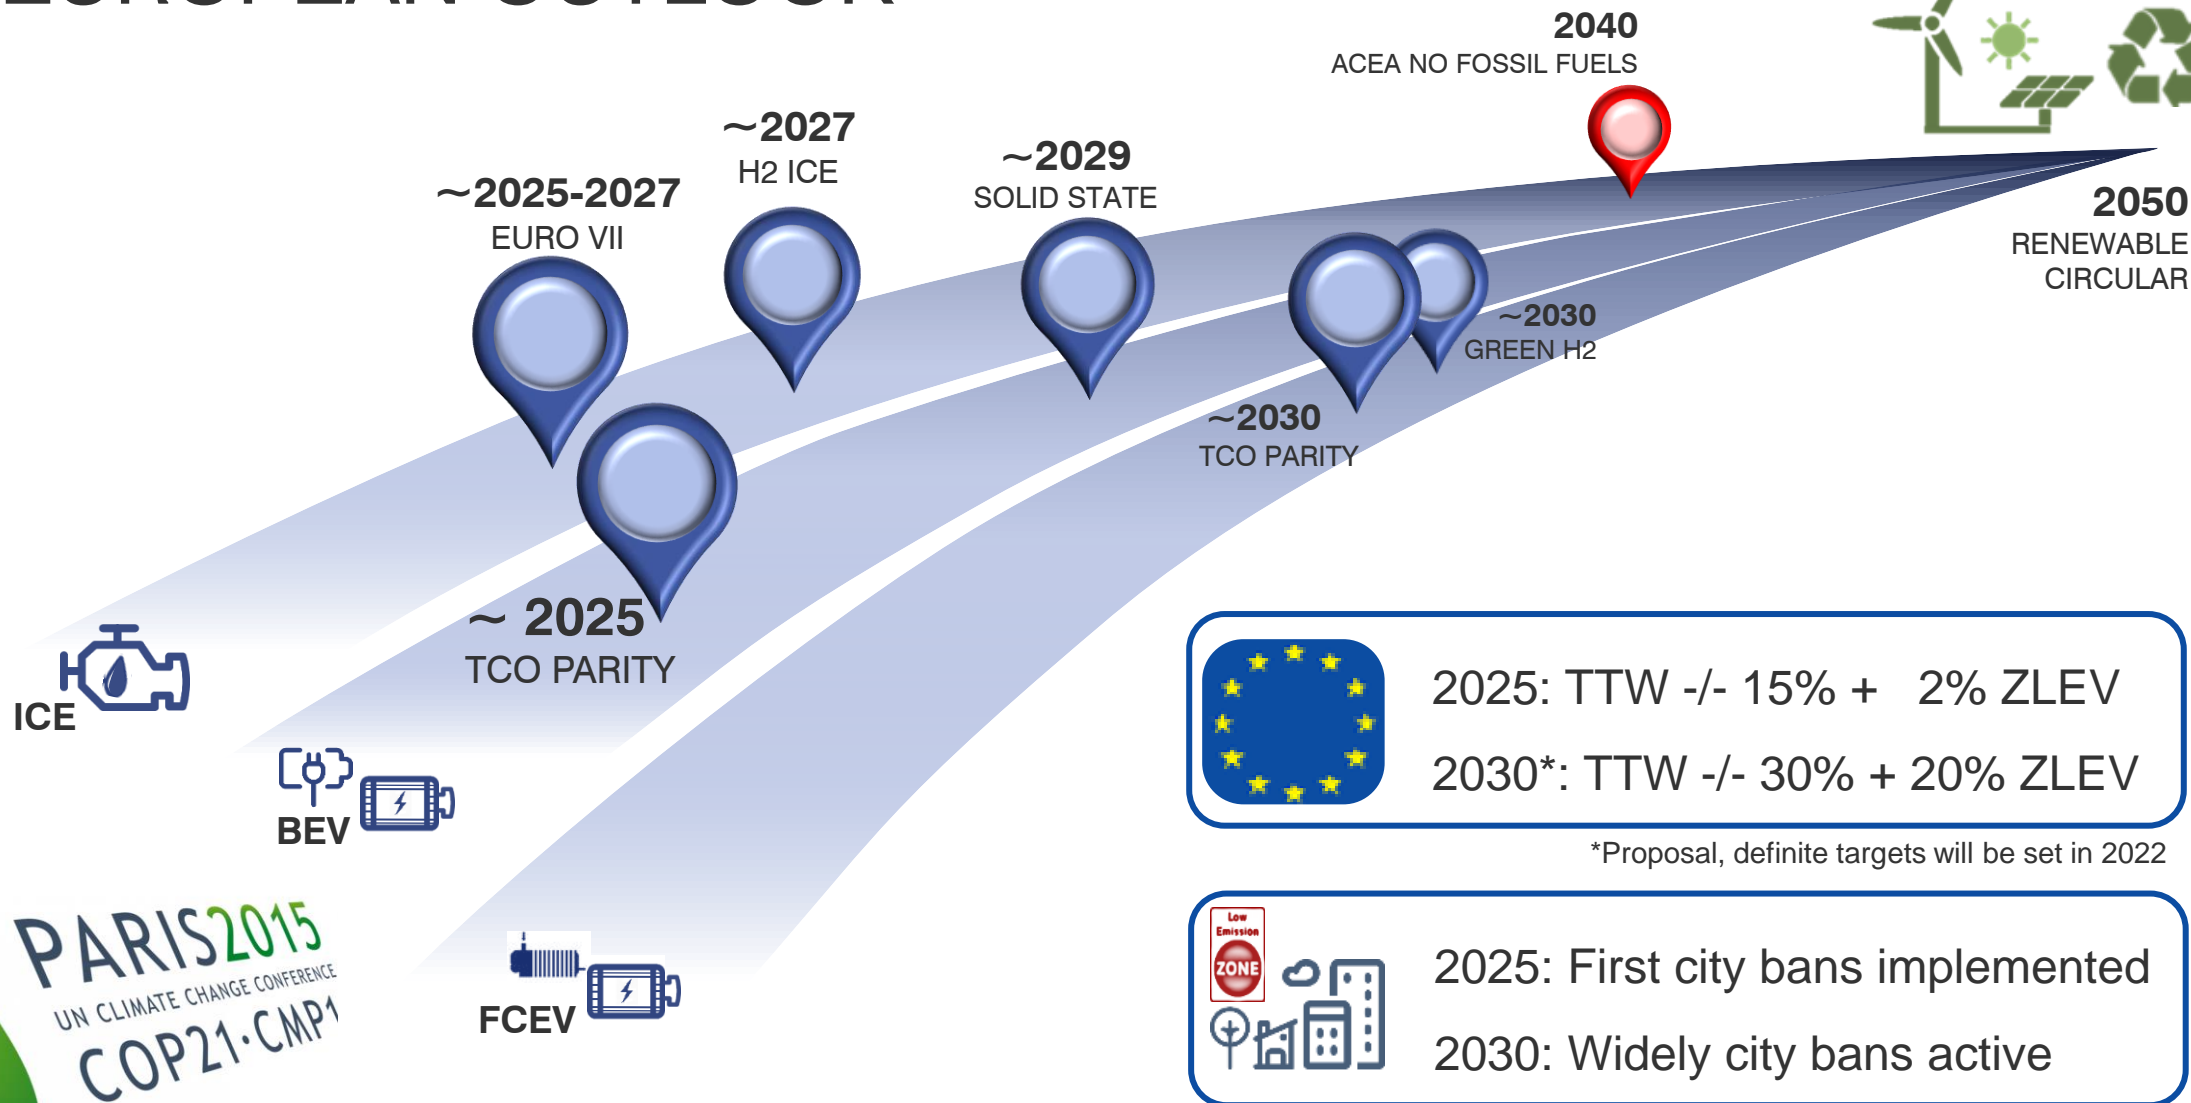 EUROPEAN OUTLOOK
2040
ACEA NO FOSSIL FUELS
~2027
H2 ICE
~2029
SOLID STATE
~2025-2027
EURO VII
2050
RENEWABLE
CIRCULAR
~2030
GREEN H2
~2030
TCO PARITY
~ 2025
TCO PARITY
ICE
BEV
FCEV
2025: TTW -/- 15% + 2% ZLEV
2030*: TTW -/- 30% + 20% ZLEV
*Proposal, definite targets will be set in 2022
Low
Emission
ZONE
2025: First city bans implemented
2030: Widely city bans active
PARIS2015
UN CLIMATE CHANGE CONFERENCE
COP21·CMP1